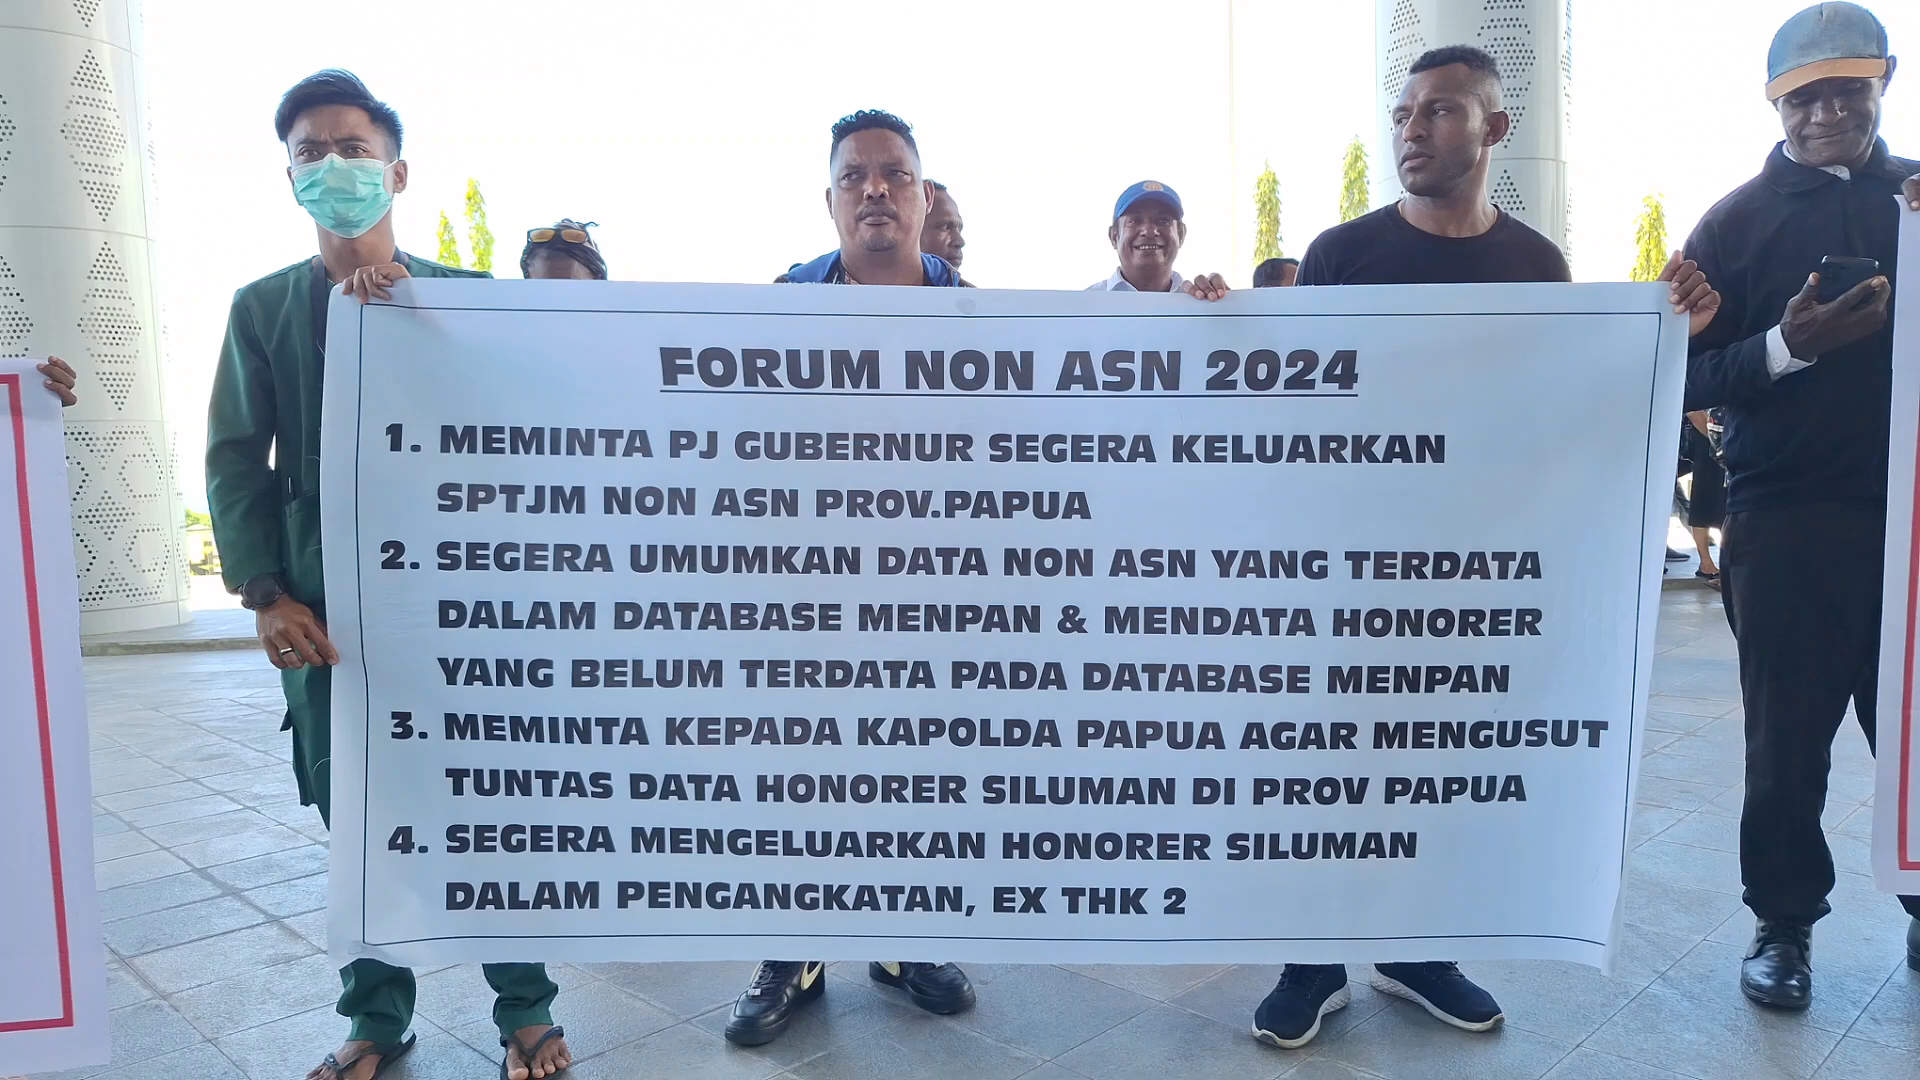 FORUM NON ASN 2024
1. MEMINTA PJ GUBERNUR SEGERA KELUARKAN
SPTJM NON ASN PROV.PAPUA
2. SEGERA UMUMKAN DATA NON ASN YANG TERDATA
DALAM DATABASE MENPAN & MENDATA HONORER
YANG BELUM TERDATA PADA DATABASE MENPAN
3. MEMINTA KEPADA KAPOLDA PAPUA AGAR MENGUSUT
TUNTAS DATA HONORER SILUMAN DI PROV PAPUA
4. SEGERA MENGELUARKAN HONORER SILUMAN
DALAM PENGANGKATAN, EX THK 2